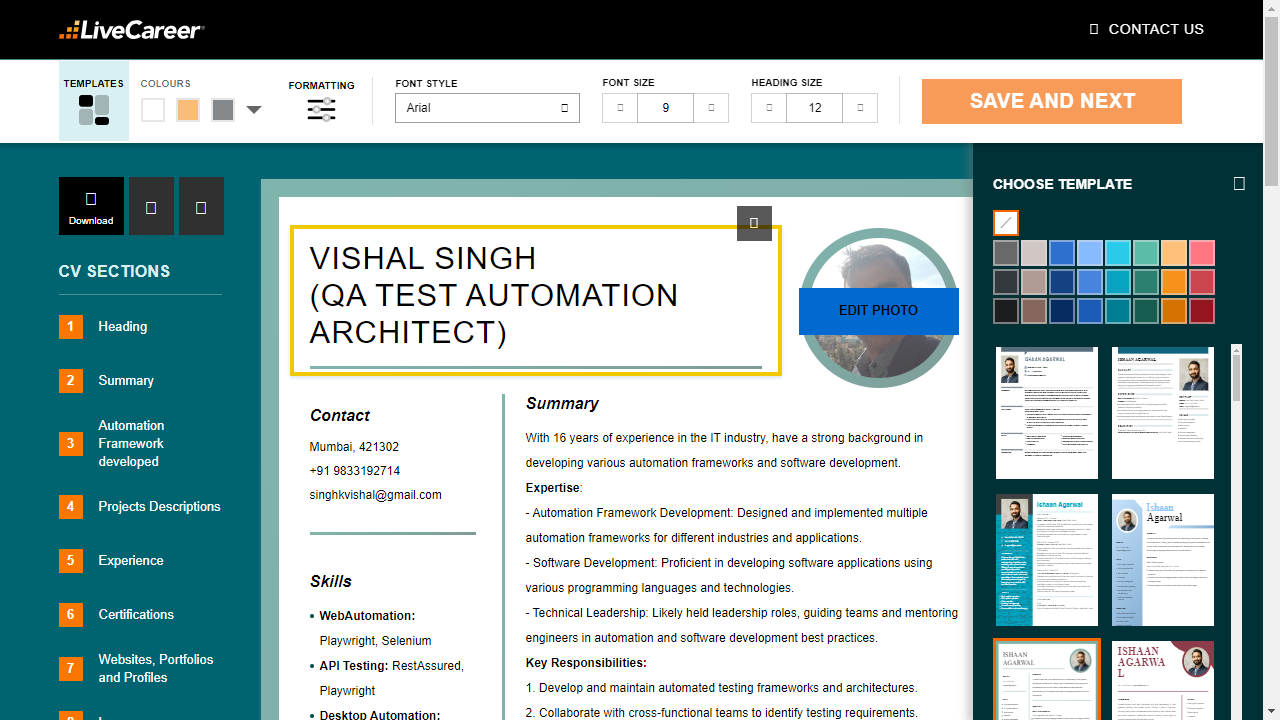 LiveCareer
CONTACT US
TEMPLATES
COLOURS
FORMATTING
FONT STYLE
Arial
FONT SIZE
9
HEADING SIZE
12
SAVE AND NEXT
Download
CV SECTIONS
1 Heading
2 Summary
3 Automation
Framework
developed
4 Projects Descriptions
5 Experience
6 Certifications
7 Websites, Portfolios
and Profiles
VISHAL SINGH
(QA TEST AUTOMATION
ARCHITECT)
EDIT PHOTO
Contact
Mumbai, 421302
+91 9833192714
singhkvishal@gmail.com
Skills
• Web Automation:
Playwright, Selenium
• API Testing: RestAssured,
Playwright
• Desktop Automation:
Summary
With 18 years of experience in the IT industry, have a strong background in
developing various automation frameworks and software development.
Expertise:
- Automation Framework Development: Designed and implemented multiple
automation frameworks for different industries and applications.
- Software Development: Proficient in developing software applications using
various programming languages and technologies.
- Technical Leadership: Likely held leadership roles, guiding teams and mentoring
engineers in automation and software development best practices.
Key Responsibilities:
1. Develop and maintain automated testing frameworks and architectures.
2. Collaborate with cross-functional teams to identify testing requirements.
CHOOSE TEMPLATE
ISHAAN AGARWAL
ISHAAN AGARWAL
Ishaan Agarwal
Ishaan
Agarwal
ISHAAN
AGARWAL
ISHAAN
AGARWA
L